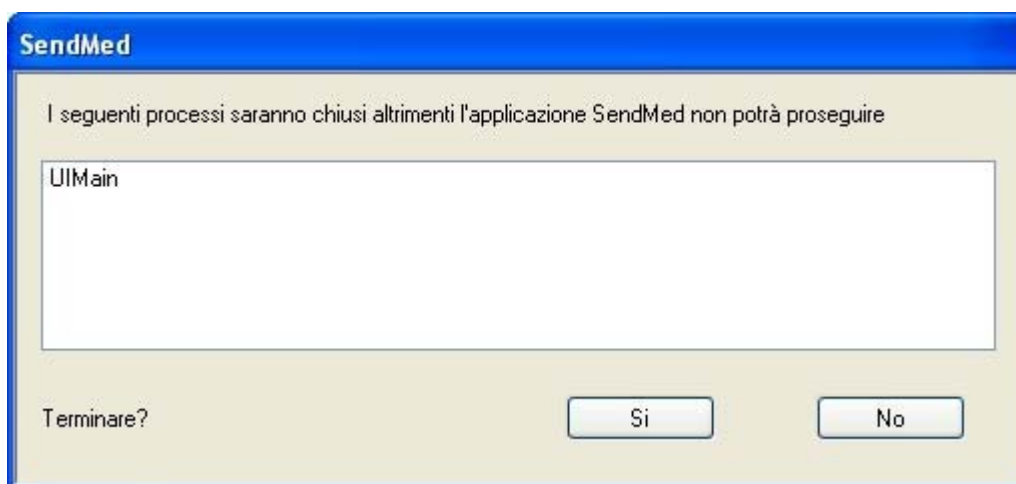 SendMed
I seguenti processi saranno chiusi altrimenti l'applicazione SendMed non potrà proseguire
UIMain
Terminare?
Si
No